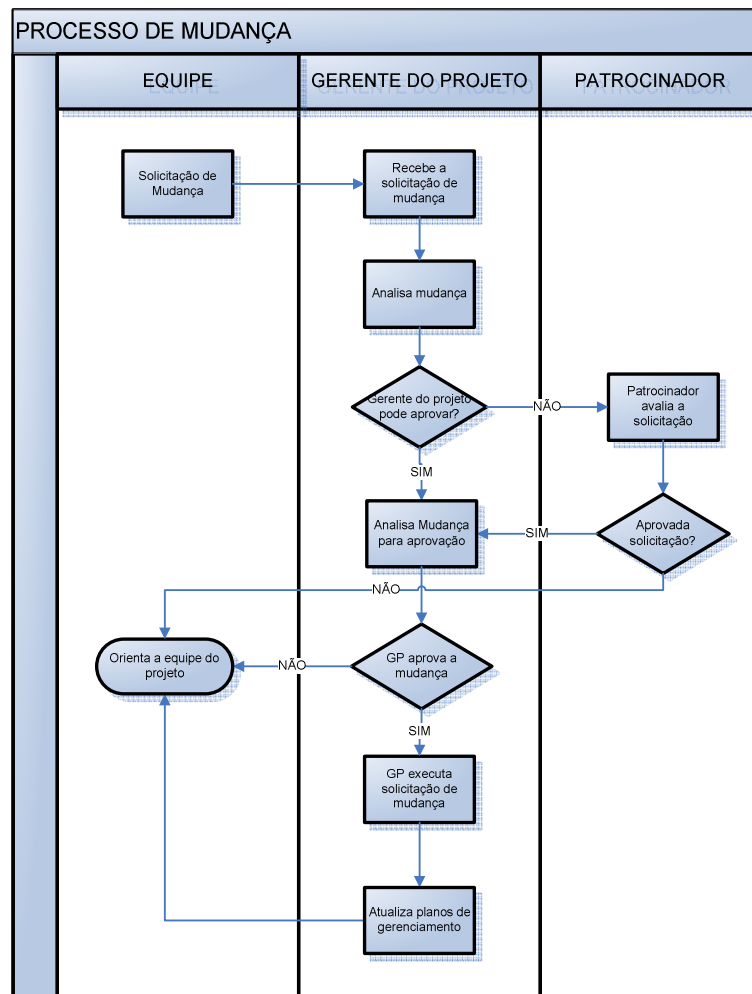 PROCESSO DE MUDANÇA
EQUIPE
GERENTE DO PROJETO
PATROCINADOR
Solicitação de
Mudança
Recebe a
solicitação de
mudança
Analisa mudança
Gerente do projeto
pode aprovar?
NÃO
Patrocinador
avalia a
solicitação
SIM
Analisa Mudança
para aprovação
SIM
Aprovada
solicitação?
NÃO
Orienta a equipe do
projeto
NÃO
GP aprova a
mudança
SIM
GP executa
solicitação de
mudança
Atualiza planos de
gerenciamento